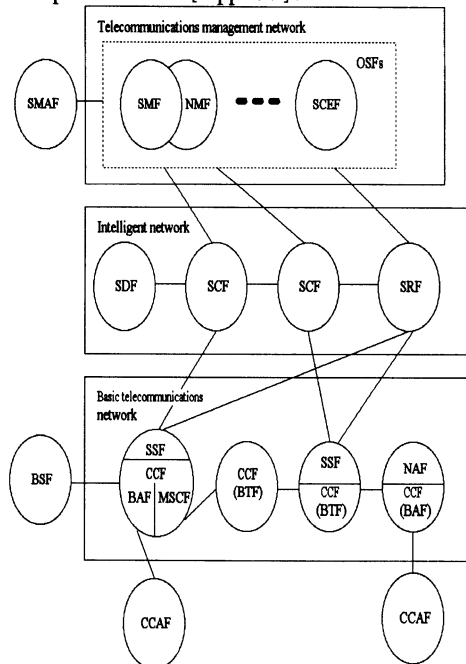 Telecommunications management network
OSFs
SMAF
SMF
NMF
SCEF
Intelligent network
SDF
SCF
SCF
SRF
Basic telecommunications
network
SSF
CCF
BAF
MSCF
BSF
CCF
(BTF)
SSF
CCF
(BTF)
NAF
CCF
(BAF)
CCAF
CCAF